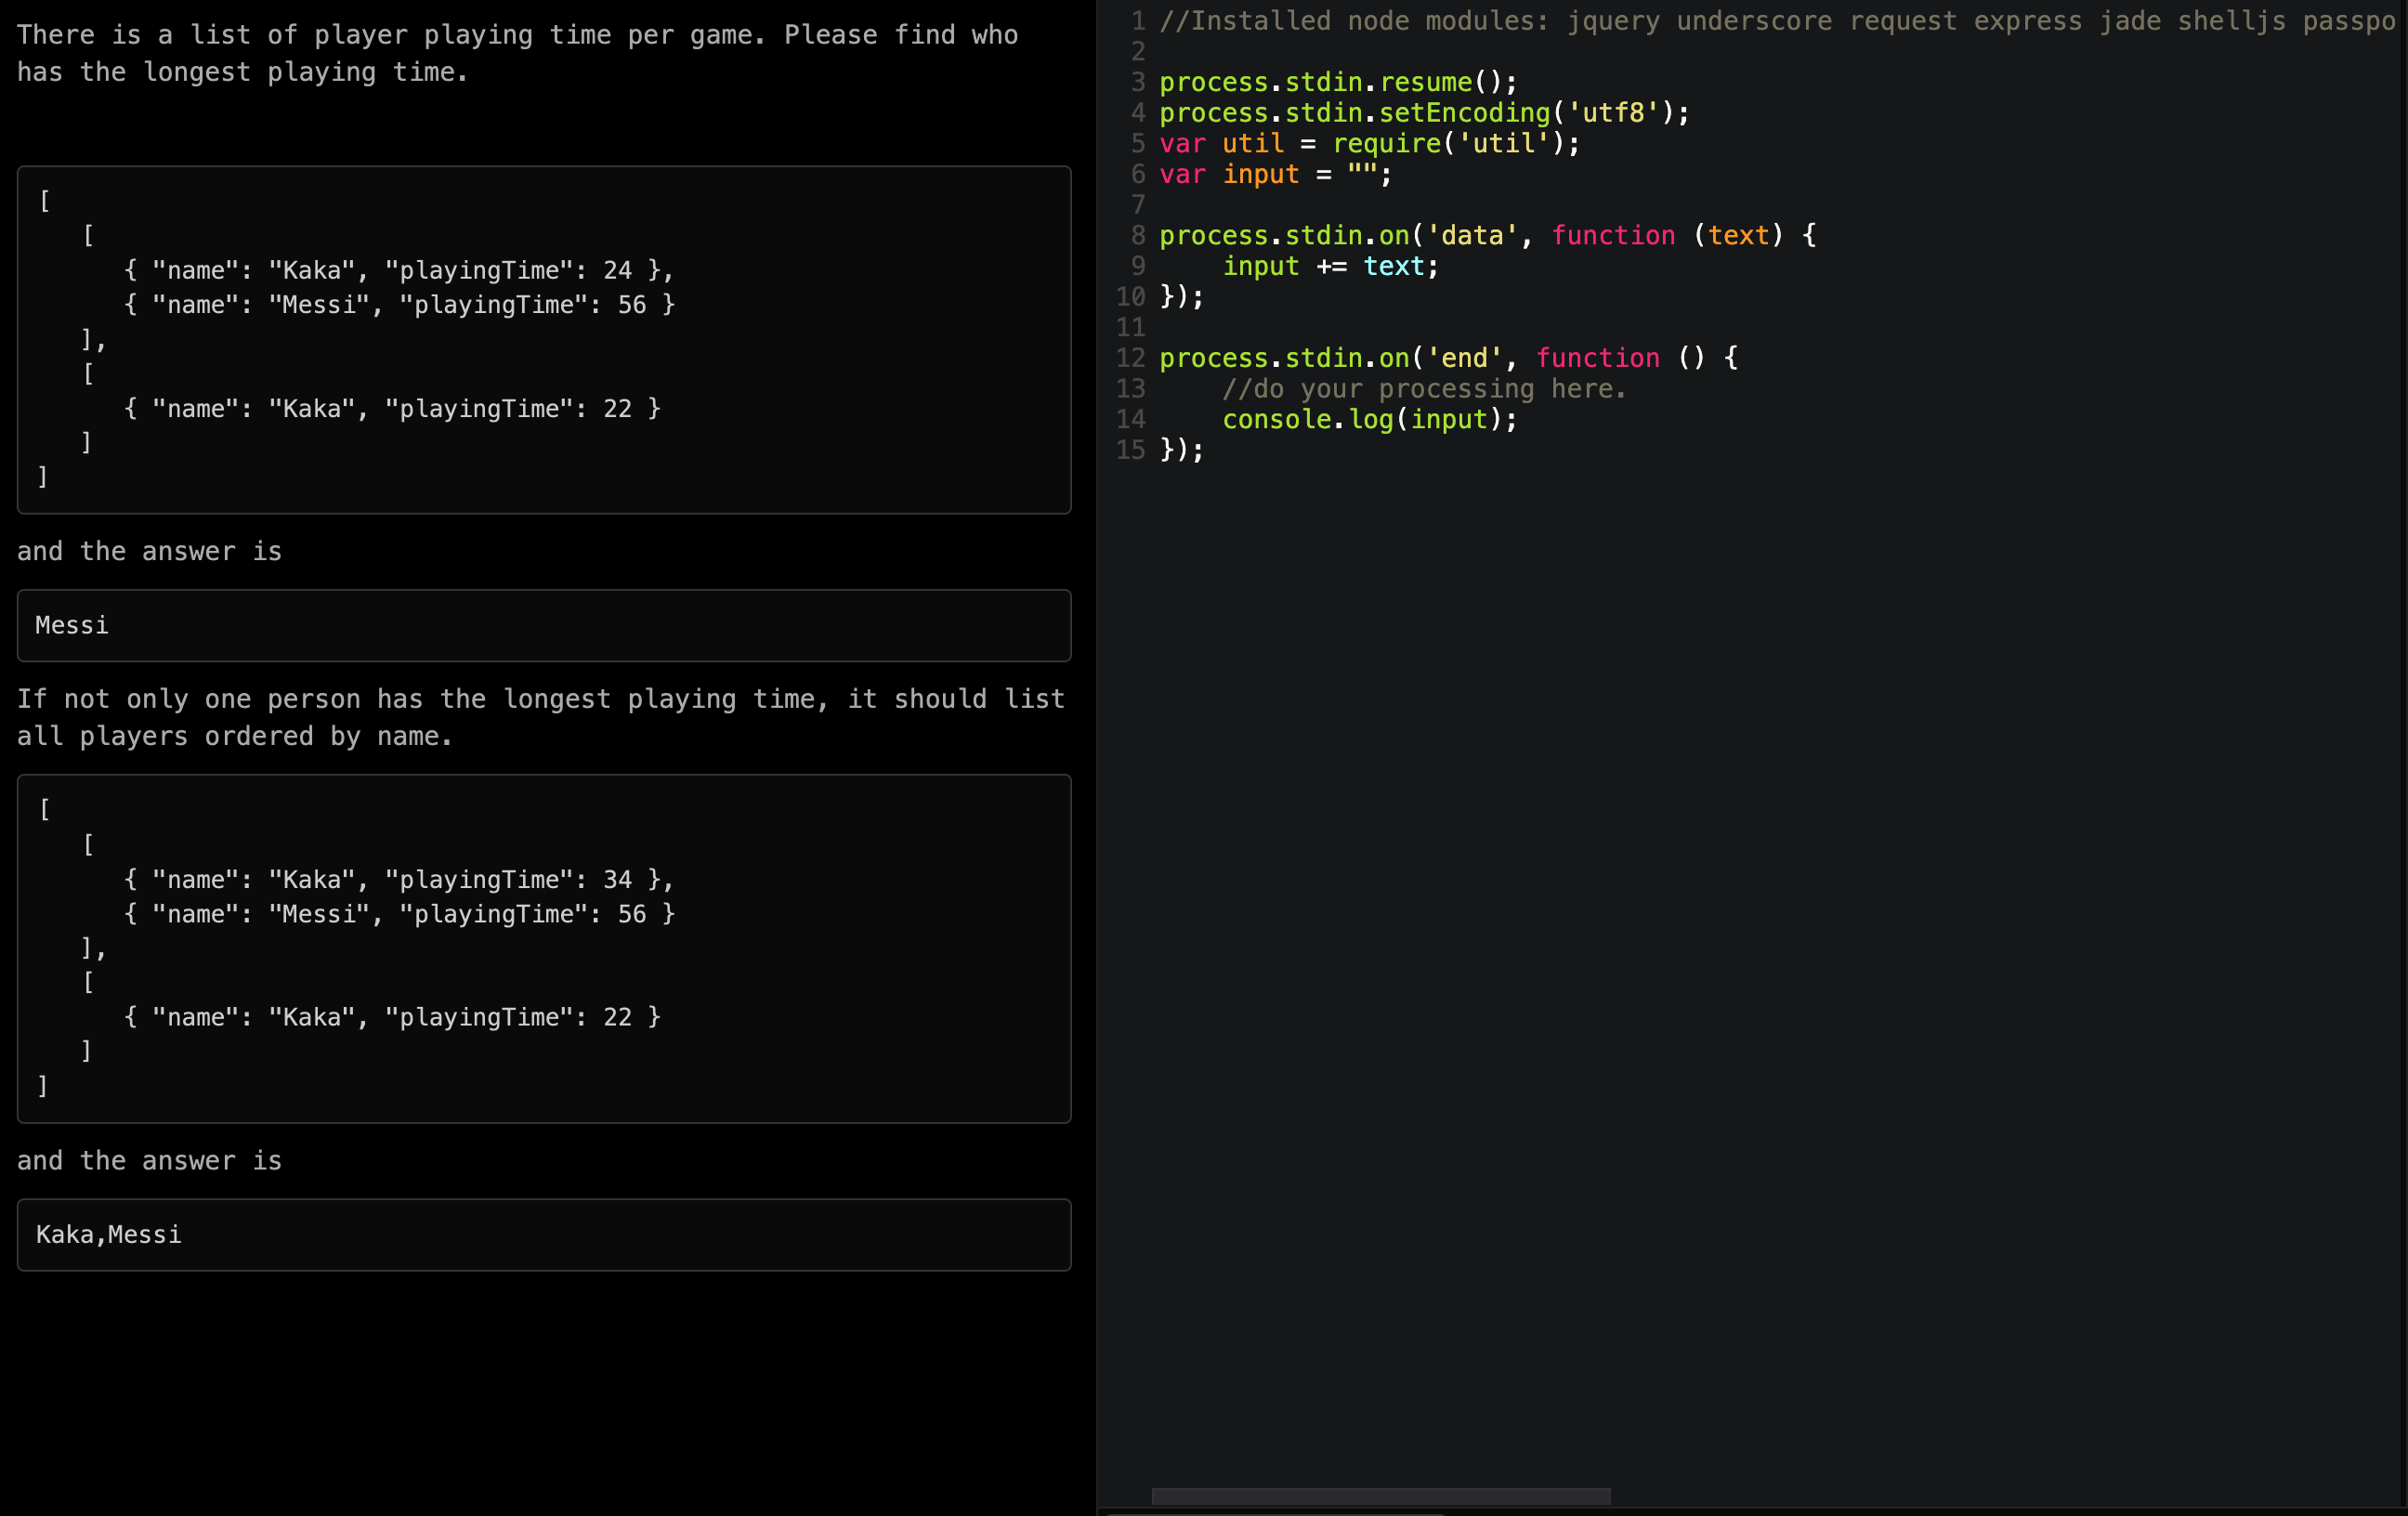 There is a list of player playing time per game. Please find who
has the longest playing time.
[
[
{ "name": "Kaka", "playingTime": 24 },
{ "name": "Messi", "playingTime": 56 }
],
[
{ "name": "Kaka", "playingTime": 22 }
]
]
and the answer is
Messi
If not only one person has the longest playing time, it should list
all players ordered by name.
[
[
{ "name": "Kaka", "playingTime": 34 },
{ "name": "Messi", "playingTime": 56 }
],
[
{ "name": "Kaka", "playingTime": 22 }
]
]
and the answer is
Kaka,Messi
1 //Installed node modules: jquery underscore request express jade shelljs passpo
2
3 process.stdin.resume();
4 process.stdin.setEncoding('utf8');
5 var util = require('util');
6 var input = "";
7
8 process.stdin.on('data', function (text) {
9 input += text;
10 });
11
12 process.stdin.on('end', function () {
13 //do your processing here.
14 console.log(input);
15 });